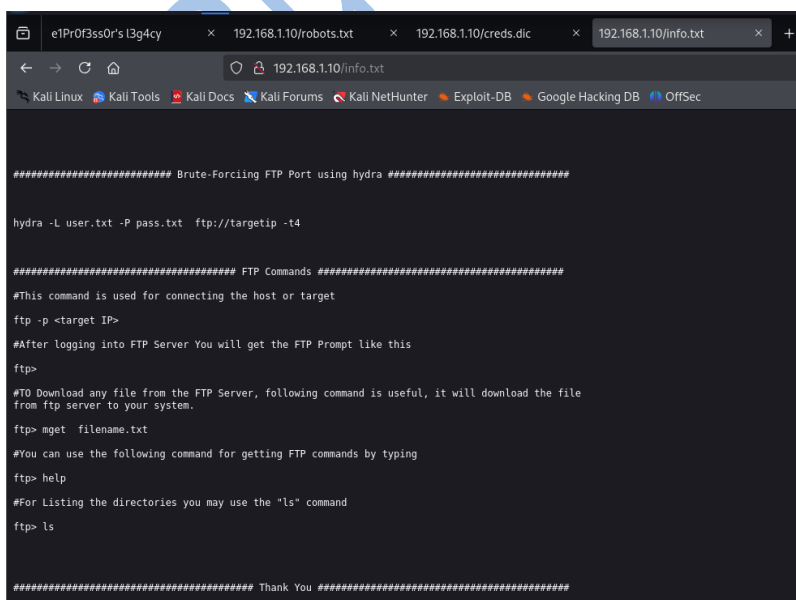 e1Pr0f3ss0r's l3g4cy × 192.168.1.10/robots.txt × 192.168.1.10/creds.dic × 192.168.1.10/info.txt × +
192.168.1.10/info.txt
Kali Linux Kali Tools Kali Docs Kali Forums Kali NetHunter Exploit-DB Google Hacking DB OffSec
########################### Brute-Forciing FTP Port using hydra ###############################
hydra -L user.txt -P pass.txt ftp://targetip -t4
###################################### FTP Commands ##########################################
#This command is used for connecting the host or target
ftp -p <target IP>
#After logging into FTP Server You will get the FTP Prompt like this
ftp>
#TO Download any file from the FTP Server, following command is useful, it will download the file
from ftp server to your system.
ftp> mget filename.txt
#You can use the following command for getting FTP commands by typing
ftp> help
#For Listing the directories you may use the "ls" command
ftp> ls
######################################### Thank You ###########################################